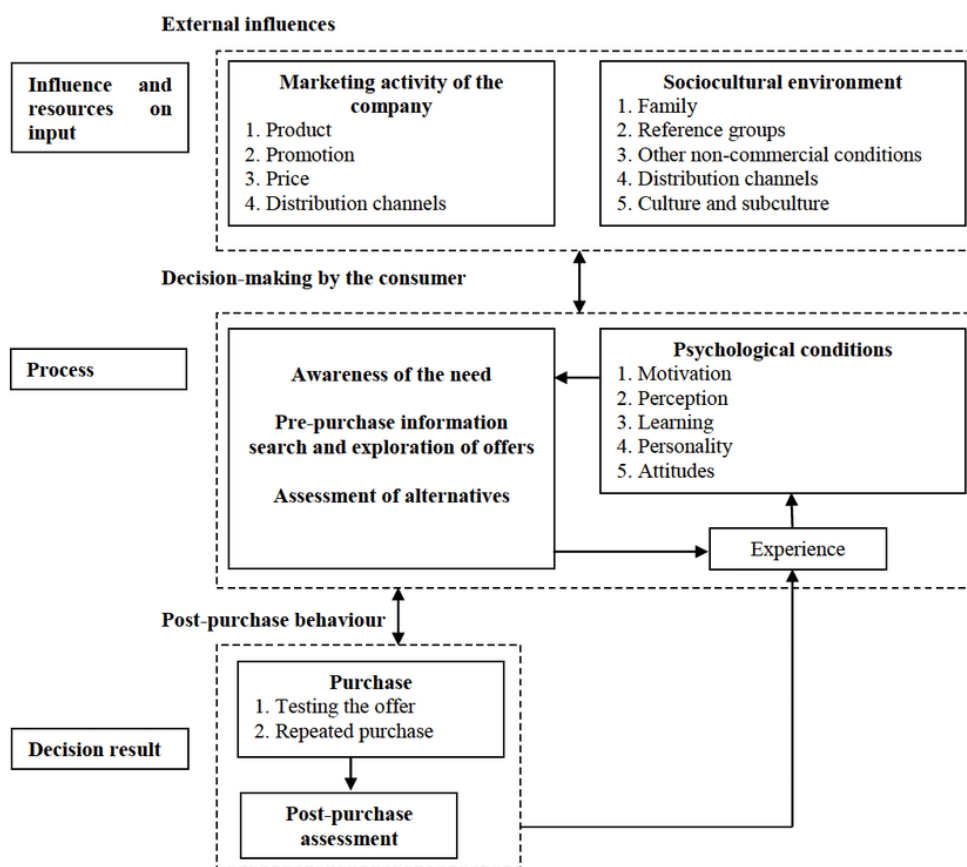 External influences
Influence and
resources on
input
Marketing activity of the
company
1. Product
2. Promotion
3. Price
4. Distribution channels
Sociocultural environment
1. Family
2. Reference groups
3. Other non-commercial conditions
4. Distribution channels
5. Culture and subculture
Decision-making by the consumer
Process
Awareness of the need
Pre-purchase information
search and exploration of offers
Assessment of alternatives
Psychological conditions
1. Motivation
2. Perception
3. Learning
4. Personality
5. Attitudes
Experience
Post-purchase behaviour
Decision result
Purchase
1. Testing the offer
2. Repeated purchase
Post-purchase
assessment